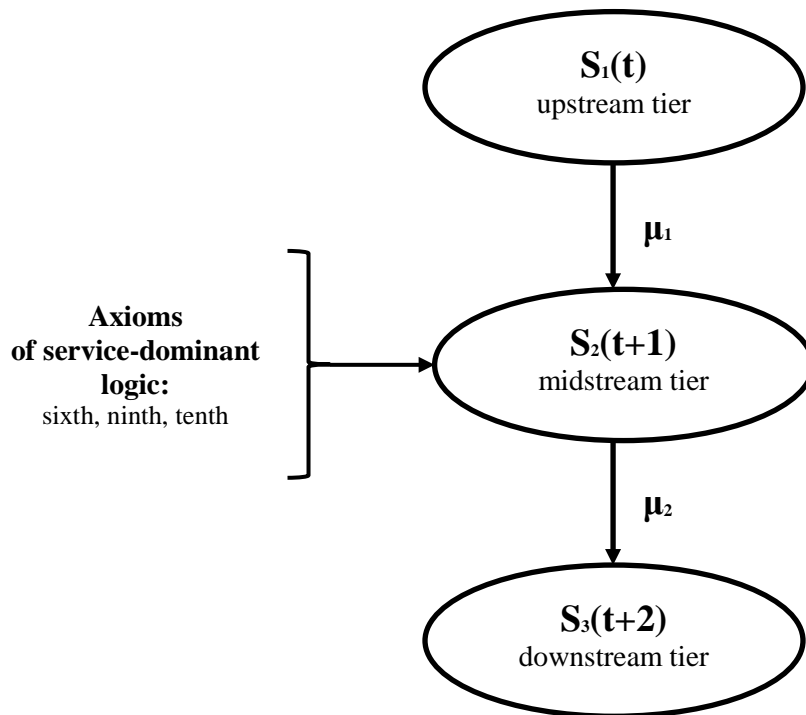 S₁(t)
upstream tier
μ₁
Axioms
of service-dominant
logic:
sixth, ninth, tenth
S₂(t+1)
midstream tier
μ₂
S₃(t+2)
downstream tier